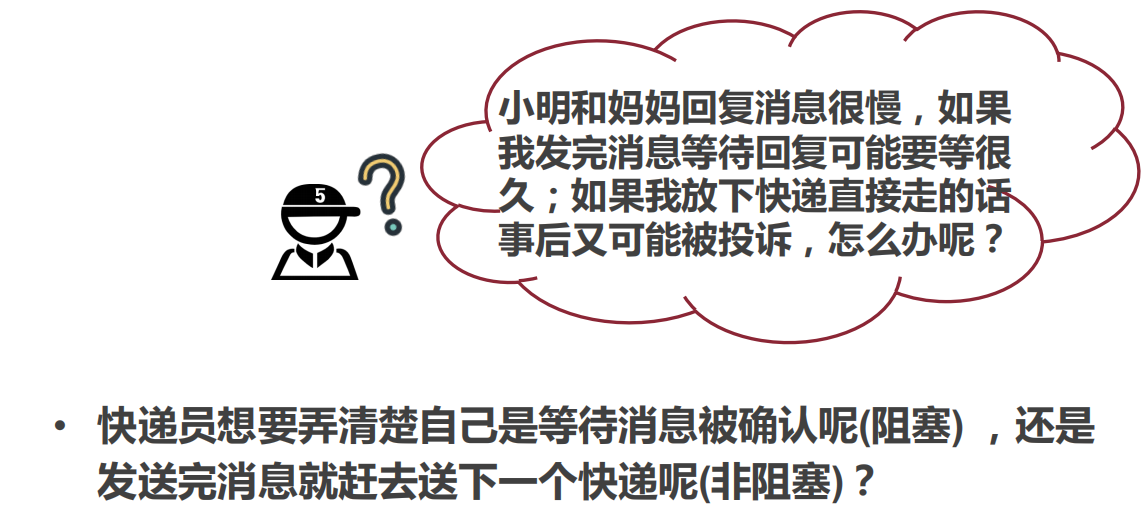 小明和妈妈回复消息很慢，如果
我发完消息等待回复可能要等很
久；如果我放下快递直接走的话
事后又可能被投诉，怎么办呢？
5
• 快递员想要弄清楚自己是等待消息被确认呢(阻塞) ，还是
发送完消息就赶去送下一个快递呢(非阻塞)？